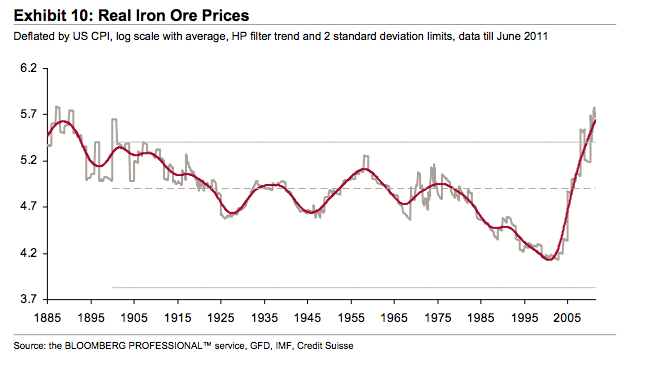 Exhibit 10: Real Iron Ore Prices
Deflated by US CPI, log scale with average, HP filter trend and 2 standard deviation limits, data till June 2011
6.2
5.7
5.2
4.7
4.2
3.7
1885 1895 1905 1915 1925 1935 1945 1955 1965 1975 1985 1995 2005
Source: the BLOOMBERG PROFESSIONAL™ service, GFD, IMF, Credit Suisse